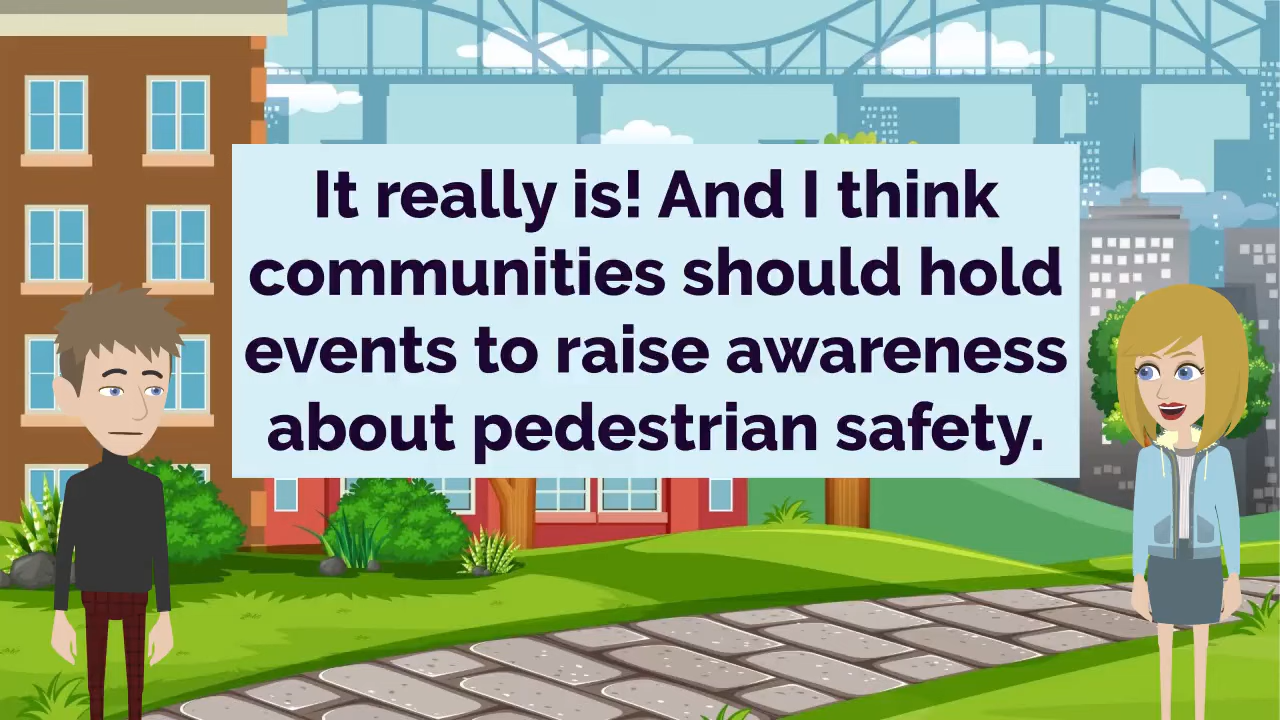 It really is! And I think
communities should hold
events to raise awareness
about pedestrian safety.